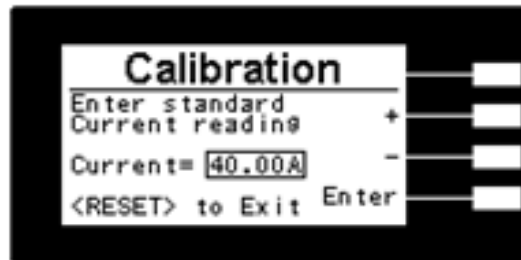 Calibration
Enter standard
Current reading
+
Current= 40.00A
-
<RESET> to Exit Enter